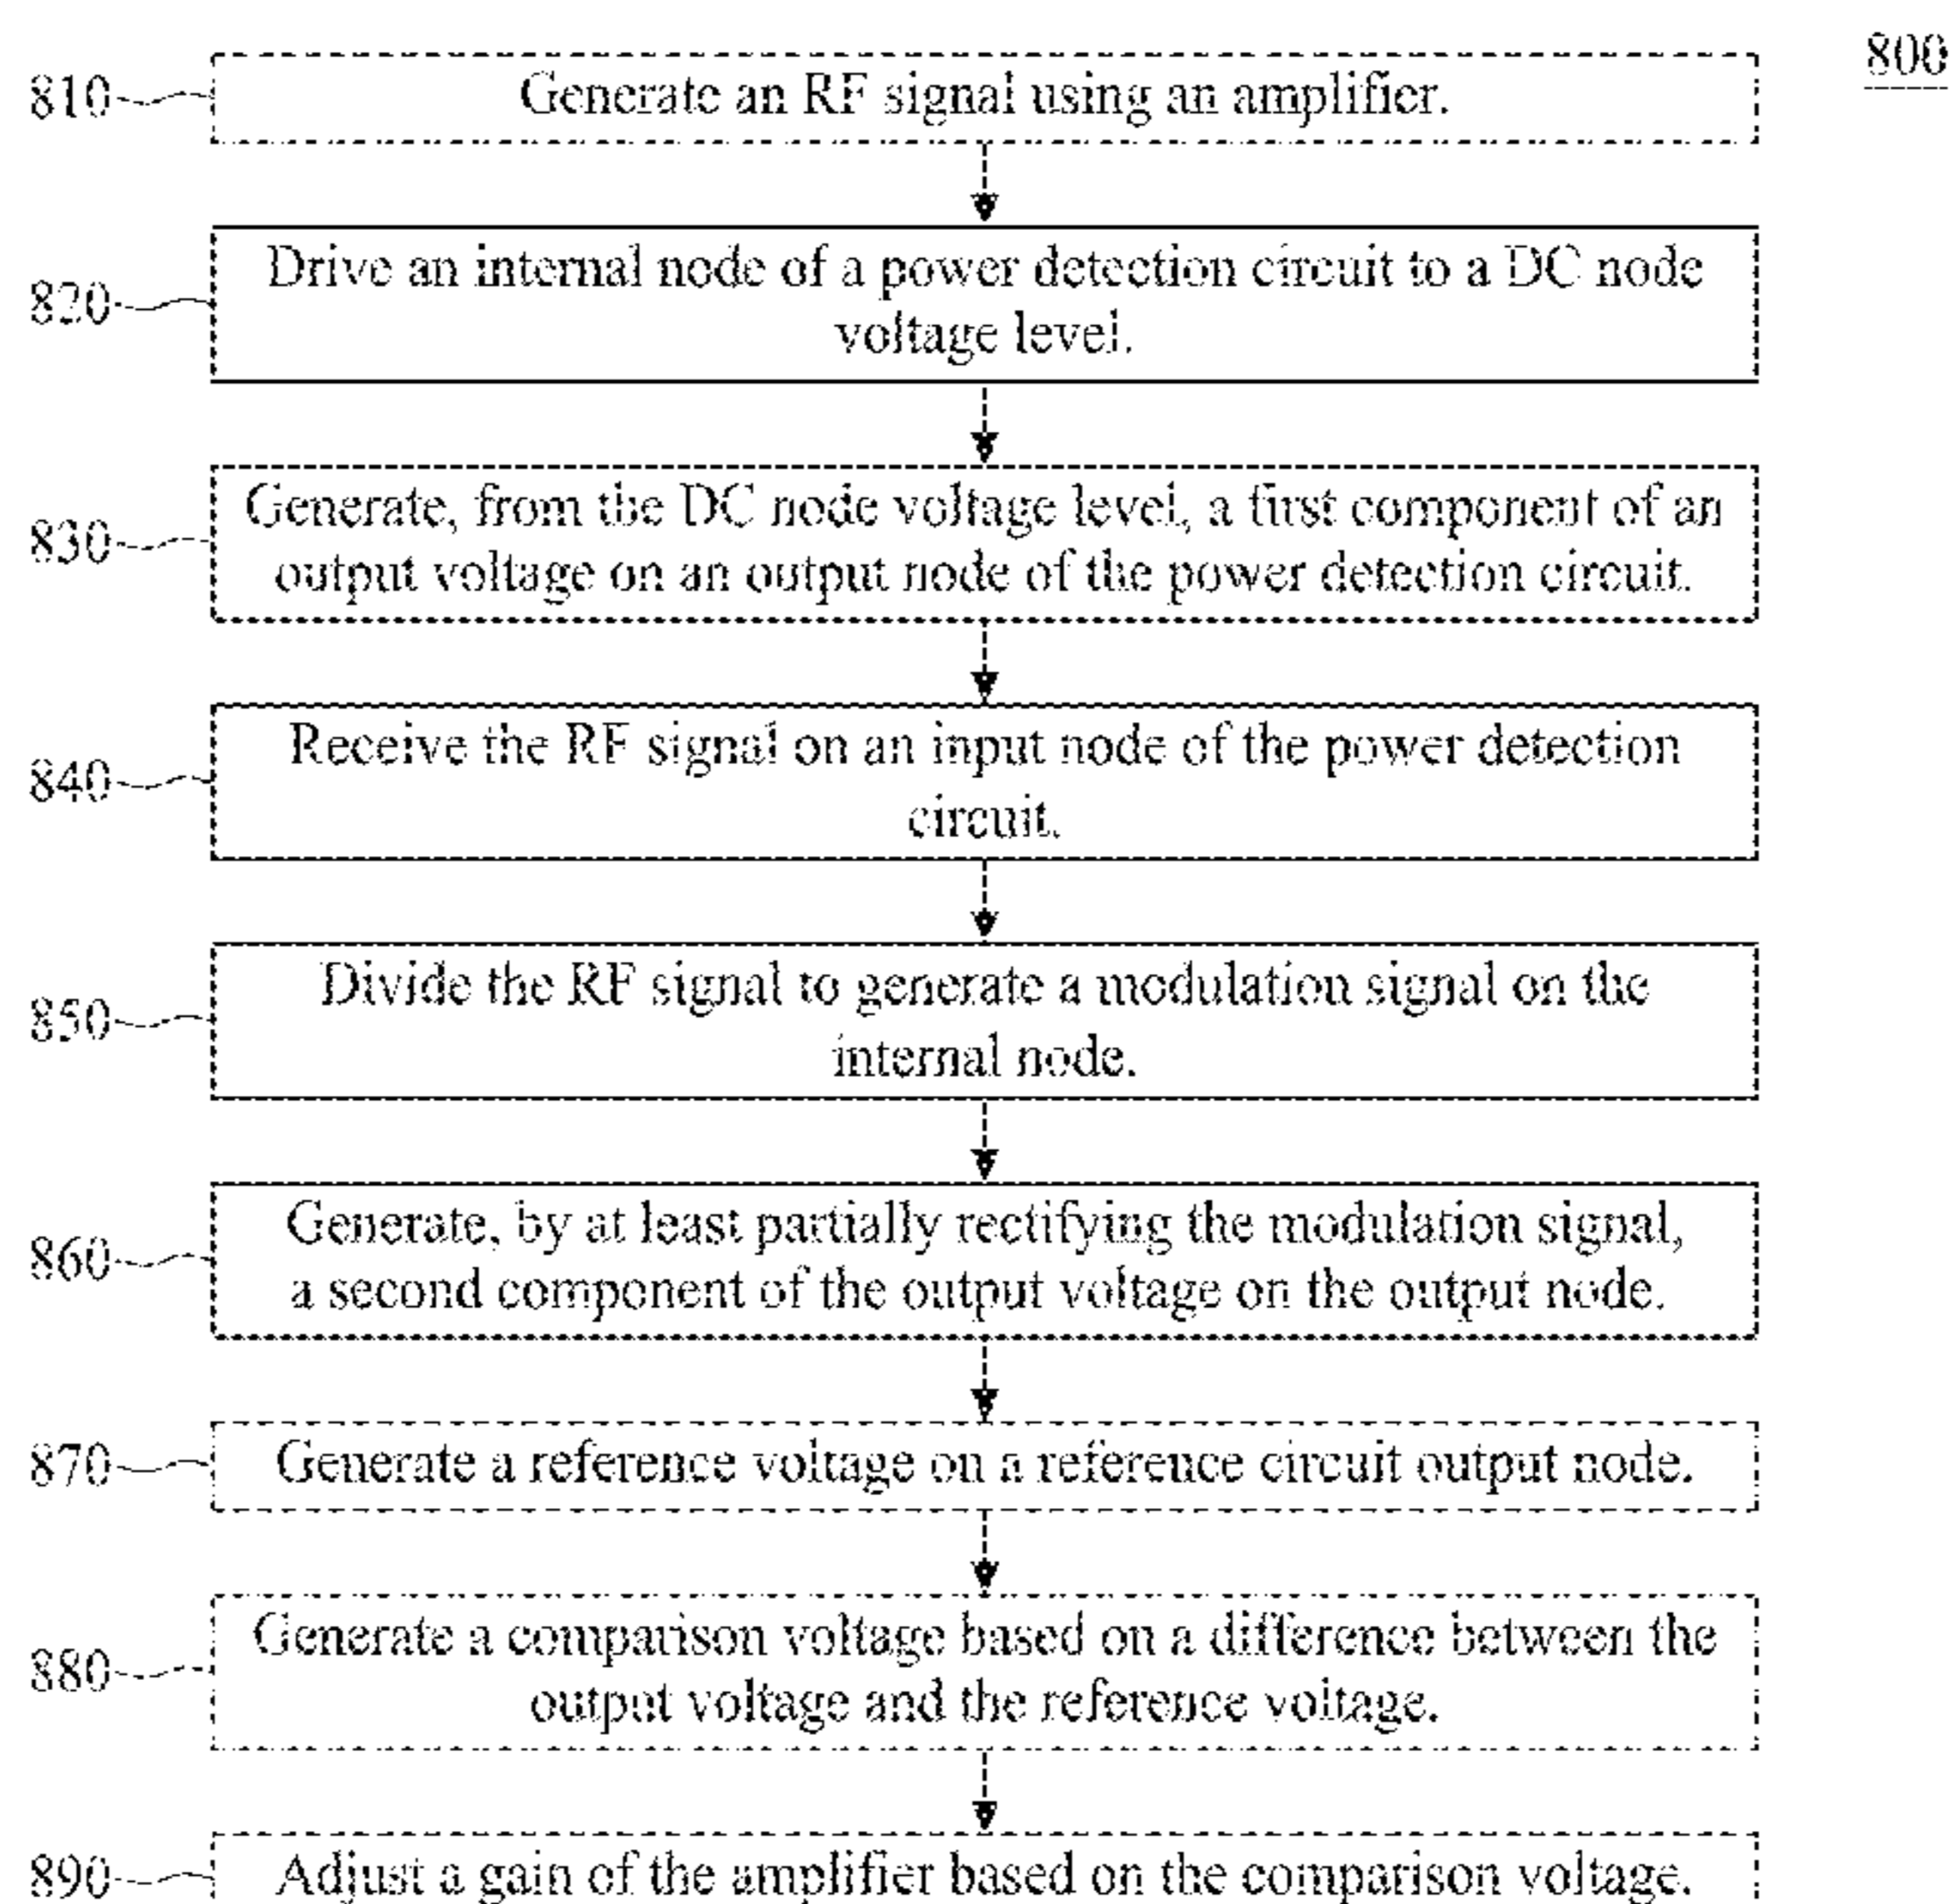 800
810
Generate an RF signal using an amplifier.
820
Drive an internal node of a power detection circuit to a DC node
voltage level.
830
Generate, from the DC node voltage level, a first component of an
output voltage on an output node of the power detection circuit.
840
Receive the RF signal on an input node of the power detection
circuit.
850
Divide the RF signal to generate a modulation signal on the
internal node.
860
Generate, by at least partially rectifying the modulation signal,
a second component of the output voltage on the output node.
870
Generate a reference voltage on a reference circuit output node.
880
Generate a comparison voltage based on a difference between the
output voltage and the reference voltage.
890
Adjust a gain of the amplifier based on the comparison voltage.